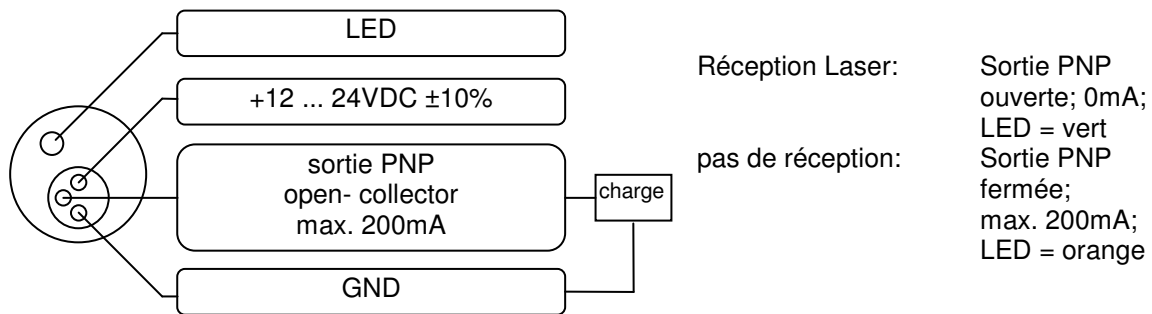 LED
+12 ... 24VDC ±10%
sortie PNP
open- collector
max. 200mA
charge
GND
Réception Laser: Sortie PNP
ouverte; 0mA;
LED = vert
pas de réception: Sortie PNP
fermée;
max. 200mA;
LED = orange